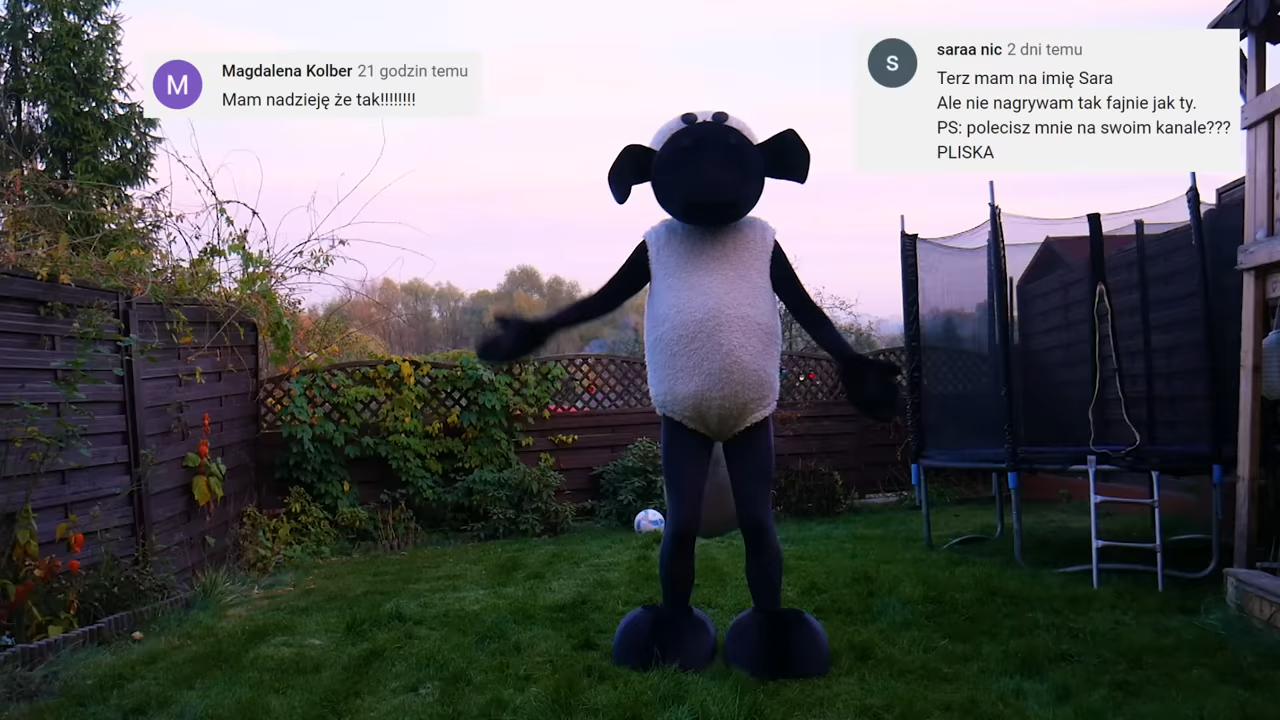 M
Magdalena Kolber 21 godzin temu
Mam nadzieję że tak!!!!!!!!
S
saraa nic 2 dni temu
Terz mam na imię Sara
Ale nie nagrywam tak fajnie jak ty.
PS: polecisz mnie na swoim kanale???
PLISKA